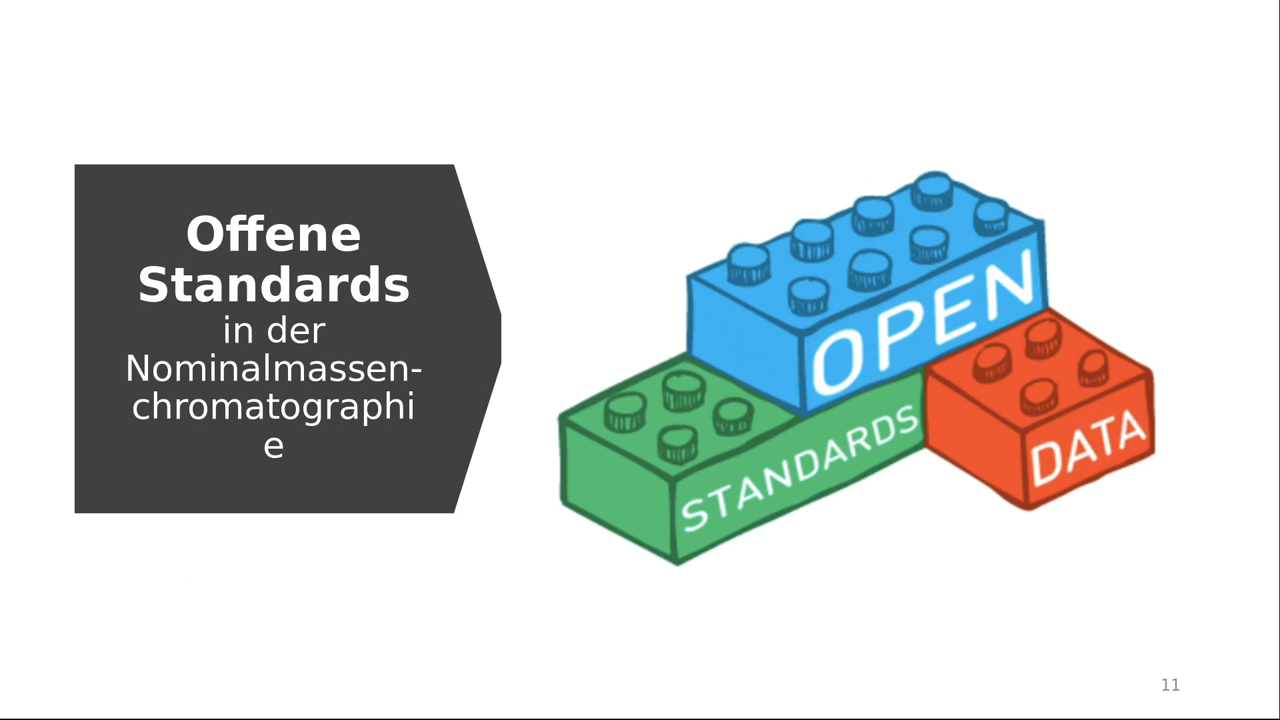 Offene
Standards
in der
Nominalmassen-
chromatographi
e
OPEN
STANDARDS
DATA
11